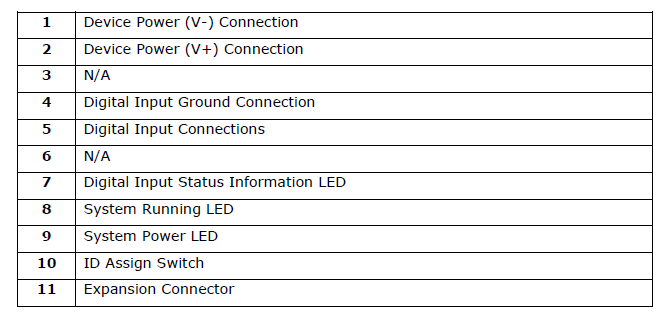 1 Device Power (V-) Connection
2 Device Power (V+) Connection
3 N/A
4 Digital Input Ground Connection
5 Digital Input Connections
6 N/A
7 Digital Input Status Information LED
8 System Running LED
9 System Power LED
10 ID Assign Switch
11 Expansion Connector